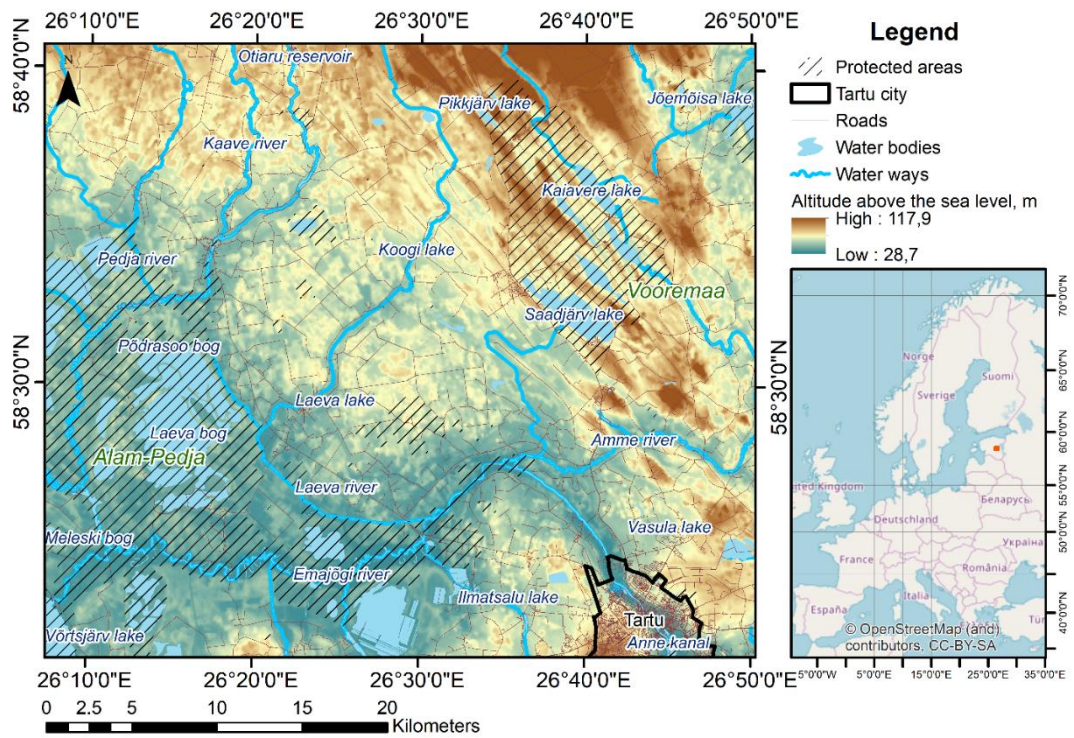 26°10'0"E 26°20'0"E 26°30'0"E 26°40'0"E 26°50'0"E
58°40'0"N
58°30'0"N
N
Otiaru reservoir
Pikkjärv lake
Jõemõisa lake
Kaave river
Kaiavere lake
Pedja river
Koogi lake
Vooremaa
Saadjärv lake
Põdrasoo bog
Laeva lake
Laeva bog
Amme river
Alam-Pedja
Laeva river
Vasula lake
Meleski bog
Emajõgi river
Ilmatsalu lake
Võrtsjärv lake
Tartu
Anne kanal
58°40'0"N
58°30'0"N
26°10'0"E 26°20'0"E 26°30'0"E 26°40'0"E 26°50'0"E
0 2.5 5 10 15 20
Kilometers
Legend
Protected areas
Tartu city
Roads
Water bodies
Water ways
Altitude above the sea level, m
High : 117,9
Low : 28,7
Norge
Suomi
Sverige
United Kingdom
Беларусь
Deutschland
Україна
France
România
Italia
España
© OpenStreetMap (and)
contributors, CC-BY-SA
70°0'0"N
65°0'0"N
60°0'0"N
55°0'0"N
50°0'0"N
45°0'0"N
40°0'0"N
5°0'0"W 5°0'0"E 15°0'0"E 25°0'0"E 35°0'0"E